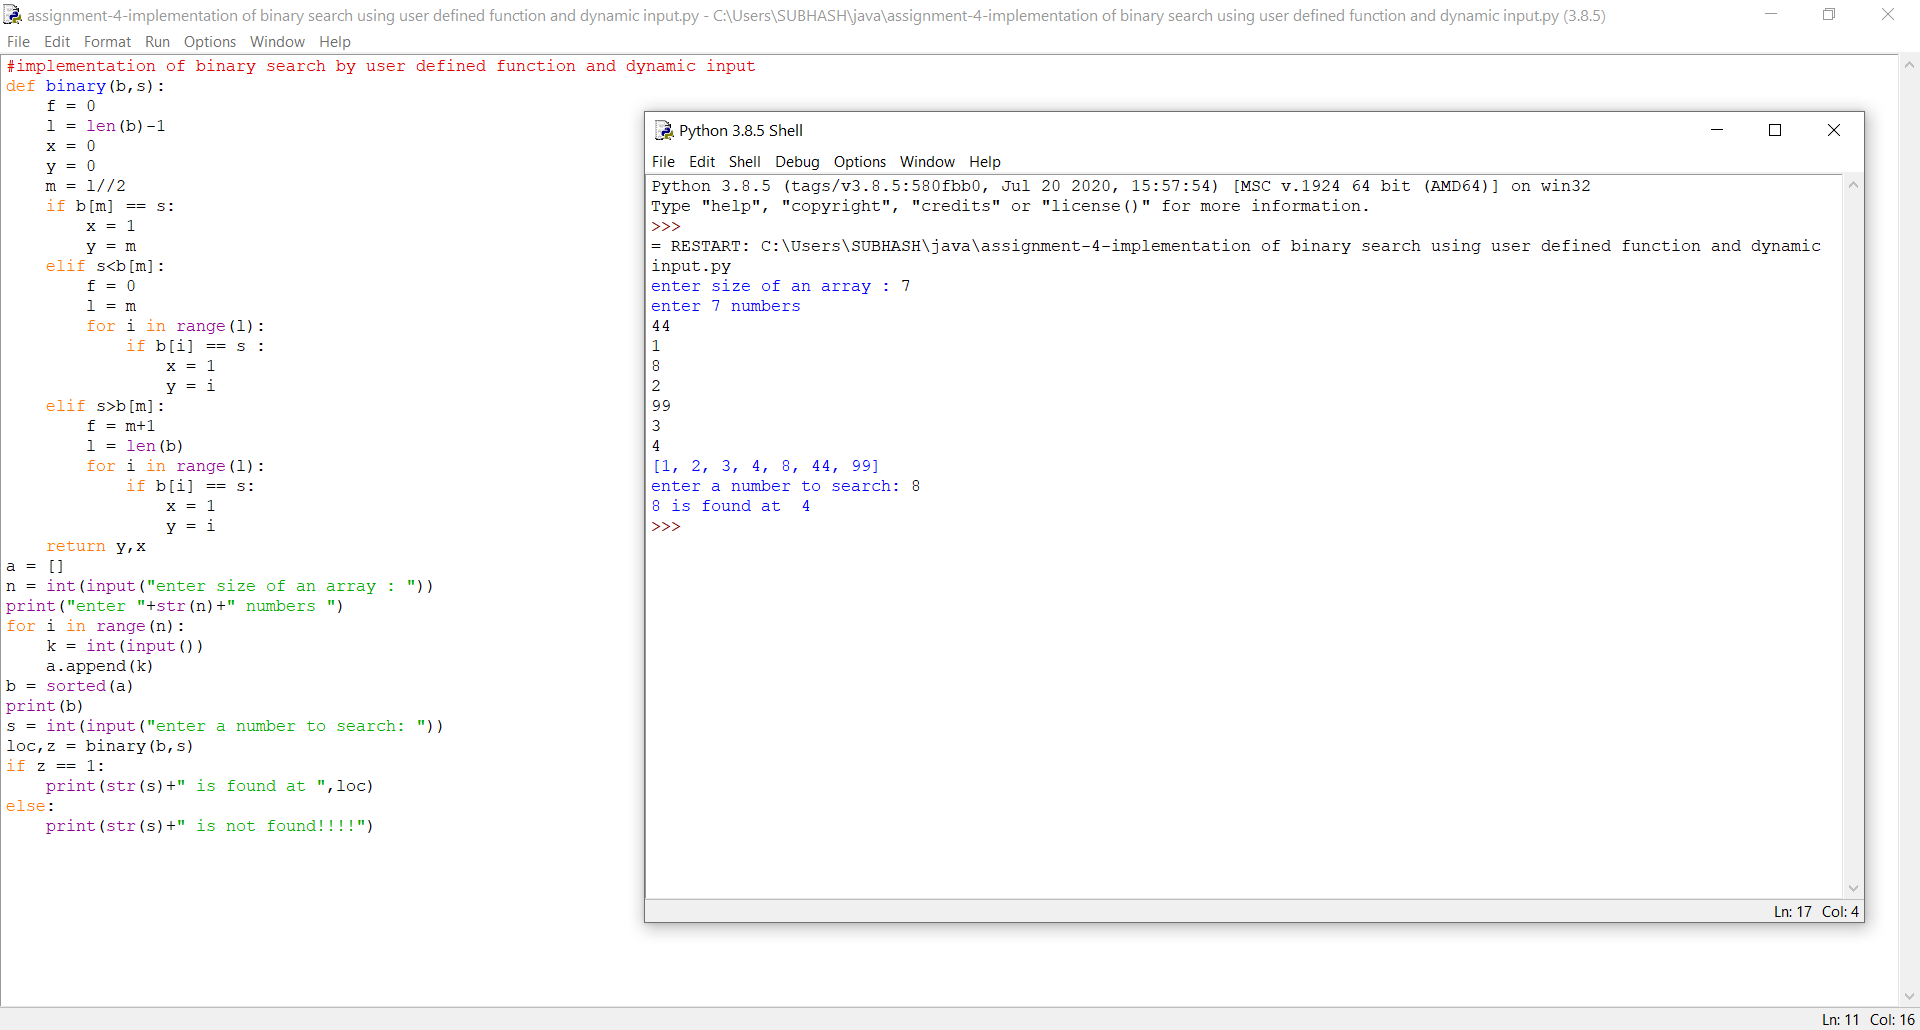 assignment-4-implementation of binary search using user defined function and dynamic input.py - C:\Users\SUBHASH\java\assignment-4-implementation of binary search using user defined function and dynamic input.py (3.8.5)
File Edit Format Run Options Window Help
#implementation of binary search by user defined function and dynamic input
def binary(b,s):
    f = 0
    l = len(b)-1
    x = 0
    y = 0
    m = l//2
    if b[m] == s:
        x = 1
        y = m
    elif s<b[m]:
        f = 0
        l = m
        for i in range(l):
            if b[i] == s :
                x = 1
                y = i
    elif s>b[m]:
        f = m+1
        l = len(b)
        for i in range(l):
            if b[i] == s:
                x = 1
                y = i
    return y,x
a = []
n = int(input("enter size of an array : "))
print("enter "+str(n)+" numbers ")
for i in range(n):
    k = int(input())
    a.append(k)
b = sorted(a)
print(b)
s = int(input("enter a number to search: "))
loc,z = binary(b,s)
if z == 1:
    print(str(s)+" is found at ",loc)
else:
    print(str(s)+" is not found!!!!")
Python 3.8.5 Shell
File Edit Shell Debug Options Window Help
Python 3.8.5 (tags/v3.8.5:580fbb0, Jul 20 2020, 15:57:54) [MSC v.1924 64 bit (AMD64)] on win32
Type "help", "copyright", "credits" or "license()" for more information.
>>>
= RESTART: C:\Users\SUBHASH\java\assignment-4-implementation of binary search using user defined function and dynamic
input.py
enter size of an array : 7
enter 7 numbers
44
1
8
2
99
3
4
[1, 2, 3, 4, 8, 44, 99]
enter a number to search: 8
8 is found at  4
>>>
Ln: 17 Col: 4
Ln: 11 Col: 16